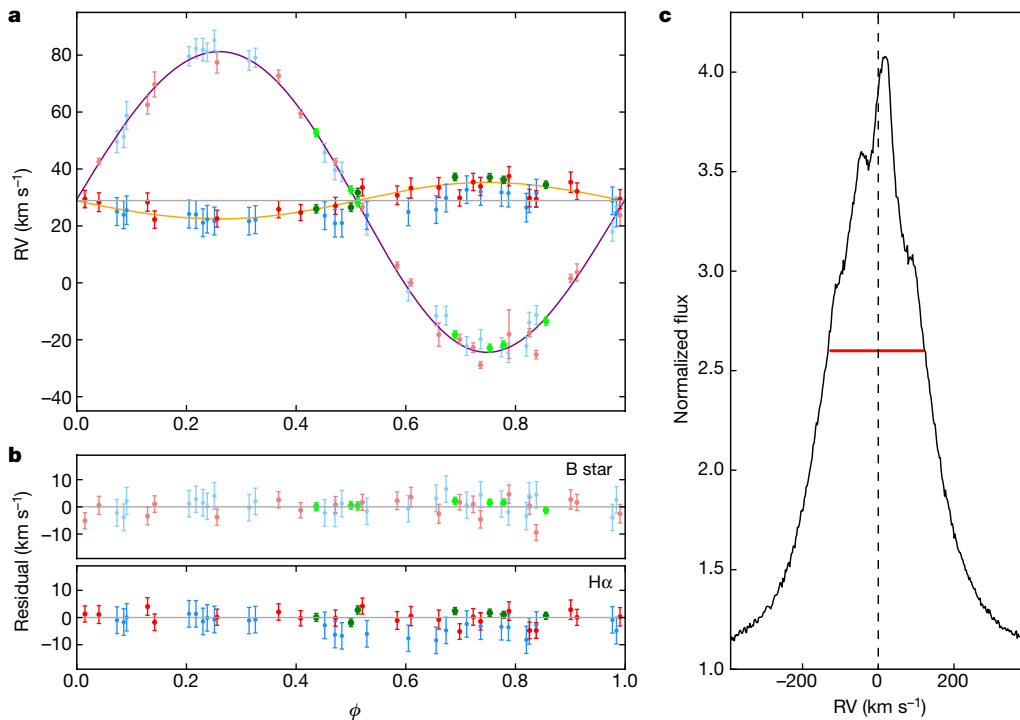 a
80
60
40
20
0
−20
−40
RV (km s⁻¹)
0.0 0.2 0.4 0.6 0.8 1.0
b
B star
10
0
−10
Hα
10
0
−10
Residual (km s⁻¹)
0.0 0.2 0.4 0.6 0.8 1.0
ϕ
c
4.0
3.5
3.0
2.5
2.0
1.5
1.0
Normalized flux
−200 0 200
RV (km s⁻¹)